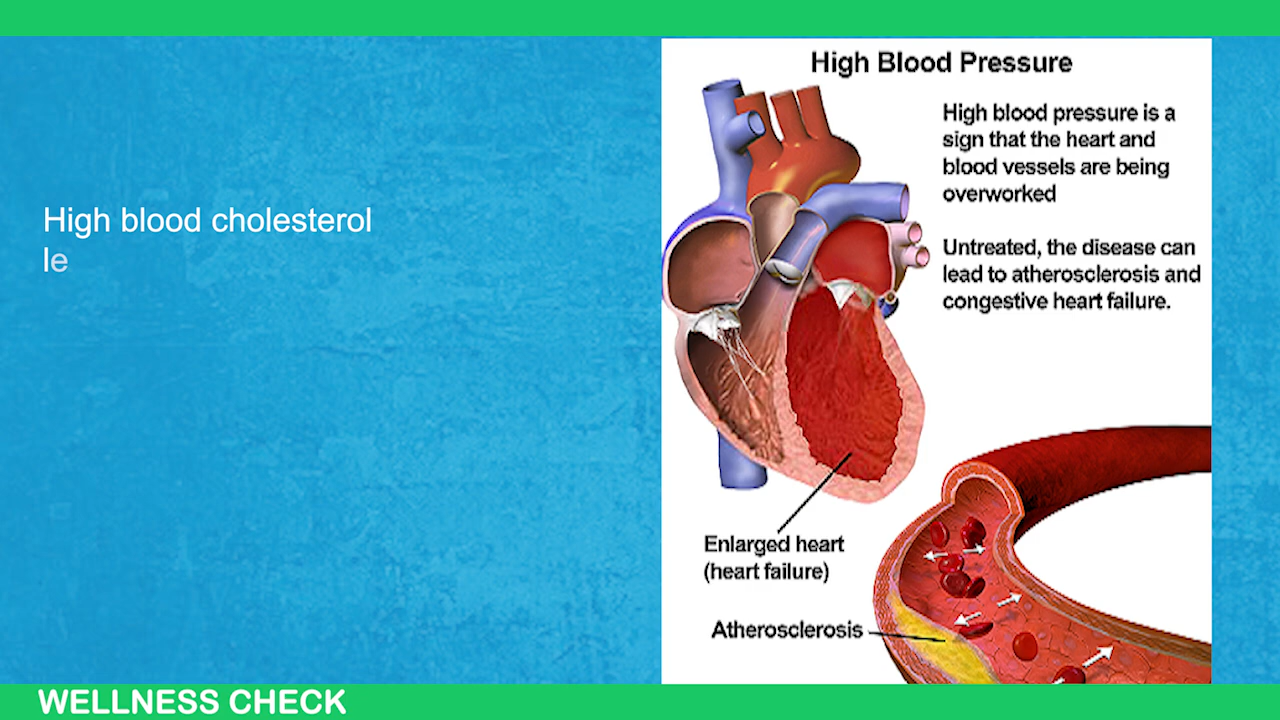 High blood cholesterol
le
High Blood Pressure
High blood pressure is a
sign that the heart and
blood vessels are being
overworked
Untreated, the disease can
lead to atherosclerosis and
congestive heart failure.
Enlarged heart
(heart failure)
Atherosclerosis
WELLNESS CHECK